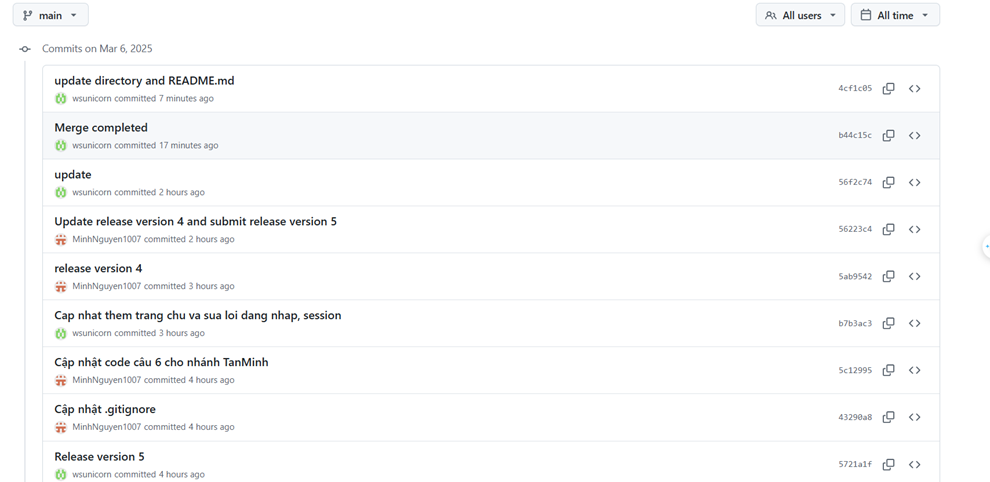 main
All users
All time
Commits on Mar 6, 2025
update directory and README.md
wsunicorn committed 7 minutes ago
4cf1c05
Merge completed
wsunicorn committed 17 minutes ago
b44c15c
update
wsunicorn committed 2 hours ago
56f2c74
Update release version 4 and submit release version 5
MinhNguyen1007 committed 2 hours ago
56223c4
release version 4
MinhNguyen1007 committed 3 hours ago
5ab9542
Cap nhat them trang chu va sua loi dang nhap, session
wsunicorn committed 3 hours ago
b7b3ac3
Cập nhật code câu 6 cho nhánh TanMinh
MinhNguyen1007 committed 4 hours ago
5c12995
Cập nhật .gitignore
MinhNguyen1007 committed 4 hours ago
43290a8
Release version 5
wsunicorn committed 4 hours ago
5721a1f